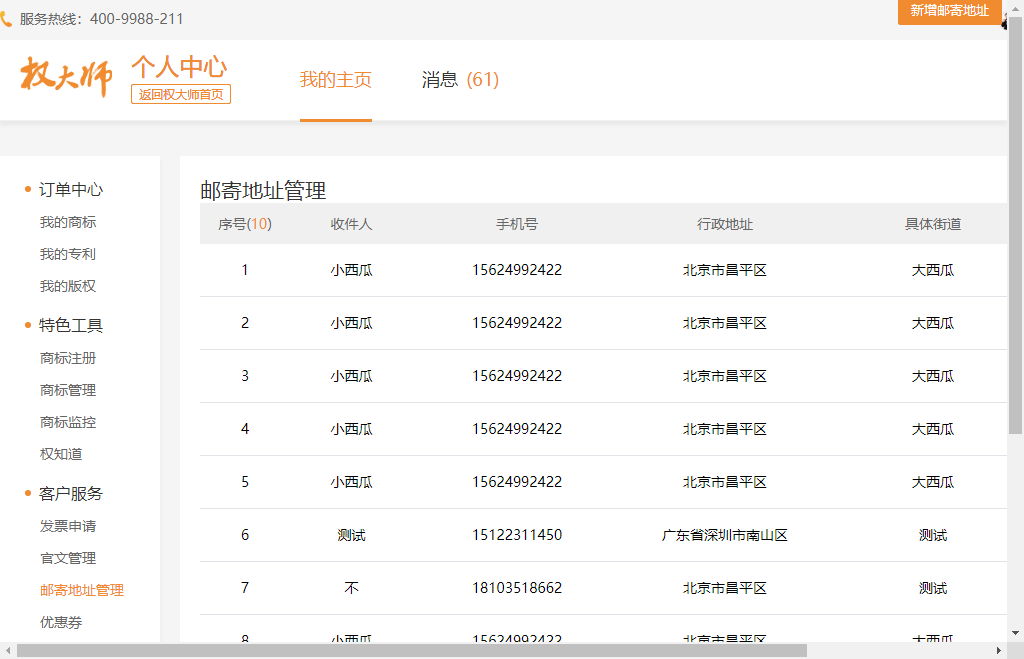 服务热线：400-9988-211
新增邮寄地址
权大师
个人中心
返回权大师首页
我的主页
消息 (61)
订单中心
我的商标
我的专利
我的版权
特色工具
商标注册
商标管理
商标监控
权知道
客户服务
发票申请
官文管理
邮寄地址管理
优惠券
邮寄地址管理
序号(10) 收件人 手机号 行政地址 具体街道
1 小西瓜 15624992422 北京市昌平区 大西瓜
2 小西瓜 15624992422 北京市昌平区 大西瓜
3 小西瓜 15624992422 北京市昌平区 大西瓜
4 小西瓜 15624992422 北京市昌平区 大西瓜
5 小西瓜 15624992422 北京市昌平区 大西瓜
6 测试 15122311450 广东省深圳市南山区 测试
7 不 18103518662 北京市昌平区 测试
8 小西瓜 15624992422 北京市昌平区 大西瓜